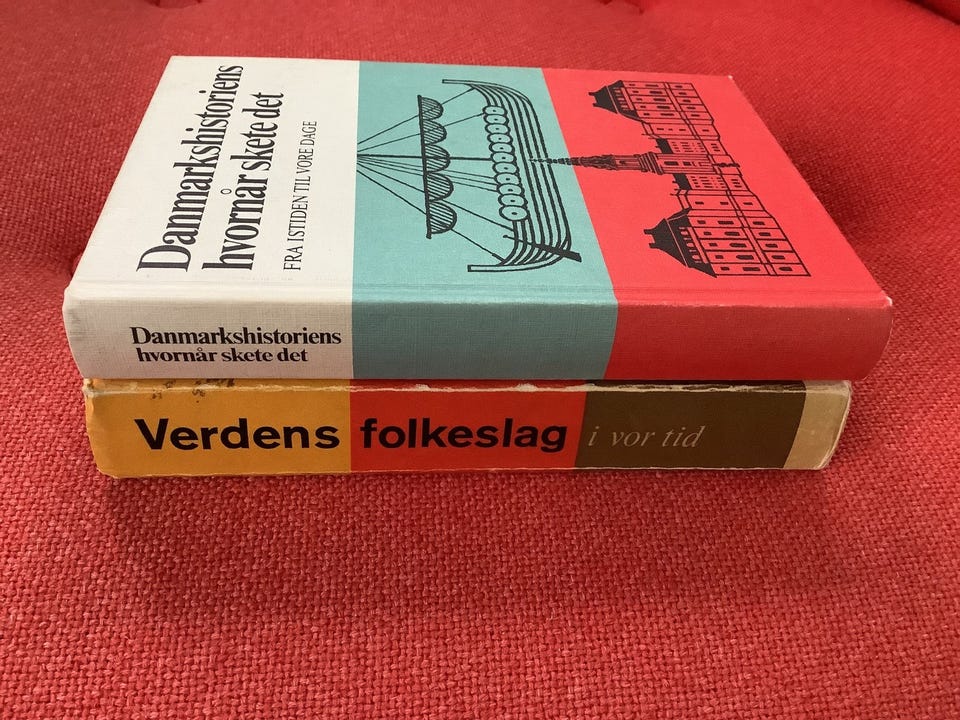 Danmarkshistoriens
hvornår skete det
FRA ISTIDEN TIL VORE DAGE
Danmarkshistoriens
hvornår skete det
Verdens folkeslag i vor tid